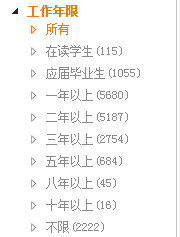 工作年限
所有
在读学生(115)
应届毕业生(1055)
一年以上(5680)
二年以上(5187)
三年以上(2754)
五年以上(684)
八年以上(45)
十年以上(16)
不限(2222)